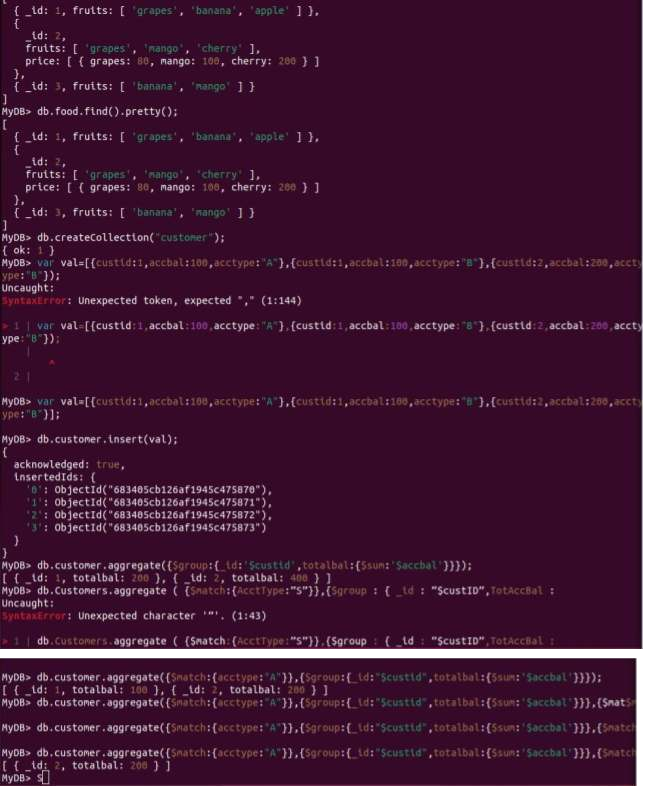 [
{ _id: 1, fruits: [ 'grapes', 'banana', 'apple' ] },
{
_id: 2,
fruits: [ 'grapes', 'mango', 'cherry' ],
price: [ { grapes: 80, mango: 100, cherry: 200 } ]
},
{ _id: 3, fruits: [ 'banana', 'mango' ] }
]
MyDB> db.food.find().pretty();
[
{ _id: 1, fruits: [ 'grapes', 'banana', 'apple' ] },
{
_id: 2,
fruits: [ 'grapes', 'mango', 'cherry' ],
price: [ { grapes: 80, mango: 100, cherry: 200 } ]
},
{ _id: 3, fruits: [ 'banana', 'mango' ] }
]
MyDB> db.createCollection("customer");
{ ok: 1 }
MyDB> var val=[{custid:1,accbal:100,acctype:"A"},{custid:1,accbal:100,acctype:"B"},{custid:2,accbal:200,acct
ype:"B"});
Uncaught:
SyntaxError: Unexpected token, expected "," (1:144)
> 1 | var val=[{custid:1,accbal:100,acctype:"A"},{custid:1,accbal:100,acctype:"B"},{custid:2,accbal:200,accty
ype:"B"});
|
^
2 |
MyDB> var val=[{custid:1,accbal:100,acctype:"A"},{custid:1,accbal:100,acctype:"B"},{custid:2,accbal:200,accty
ype:"B"}];
MyDB> db.customer.insert(val);
{
acknowledged: true,
insertedIds: {
'0': ObjectId("683405cb126af1945c475870"),
'1': ObjectId("683405cb126af1945c475871"),
'2': ObjectId("683405cb126af1945c475872"),
'3': ObjectId("683405cb126af1945c475873")
}
}
MyDB> db.customer.aggregate({$group:{_id:'$custid',totalbal:{$sum:'$accbal'}}});
[ { _id: 1, totalbal: 200 }, { _id: 2, totalbal: 400 } ]
MyDB> db.Customers.aggregate ( {$match:{AcctType:“S”}},{$group : { _id : “$custID”,TotAccBal :
Uncaught:
SyntaxError: Unexpected character '“'. (1:43)
> 1 | db.Customers.aggregate ( {$match:{AcctType:“S”}},{$group : { _id : “$custID”,TotAccBal :
MyDB> db.customer.aggregate({$match:{acctype:"A"}},{$group:{_id:"$custid",totalbal:{$sum:'$accbal'}}});
[ { _id: 1, totalbal: 100 }, { _id: 2, totalbal: 200 } ]
MyDB> db.customer.aggregate({$match:{acctype:"A"}},{$group:{_id:"$custid",totalbal:{$sum:'$accbal'}}},{$mat
MyDB> db.customer.aggregate({$match:{acctype:"A"}},{$group:{_id:"$custid",totalbal:{$sum:'$accbal'}}},{$match
MyDB> db.customer.aggregate({$match:{acctype:"A"}},{$group:{_id:"$custid",totalbal:{$sum:'$accbal'}}},{$match
[ { _id: 2, totalbal: 200 } ]
MyDB> S